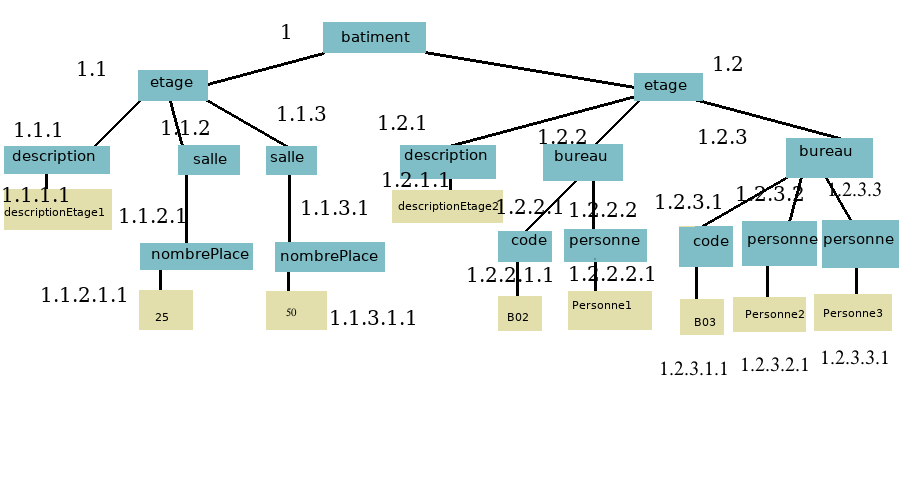 1
batiment
1.1
1.2
etage
etage
1.1.1
1.1.2
1.1.3
1.2.1
1.2.2
1.2.3
description
salle
salle
description
bureau
bureau
1.1.1.1
1.2.1.1
1.2.3.1
1.2.3.2
1.2.3.3
descriptionEtage1
1.1.2.1
1.1.3.1
descriptionEtage2
1.2.2.1
1.2.2.2
nombrePlace
nombrePlace
code
personne
code
personne
personne
1.2.2.1.1
1.2.2.2.1
1.1.2.1.1
25
50
1.1.3.1.1
B02
Personne1
B03
Personne2
Personne3
1.2.3.1.1
1.2.3.2.1
1.2.3.3.1